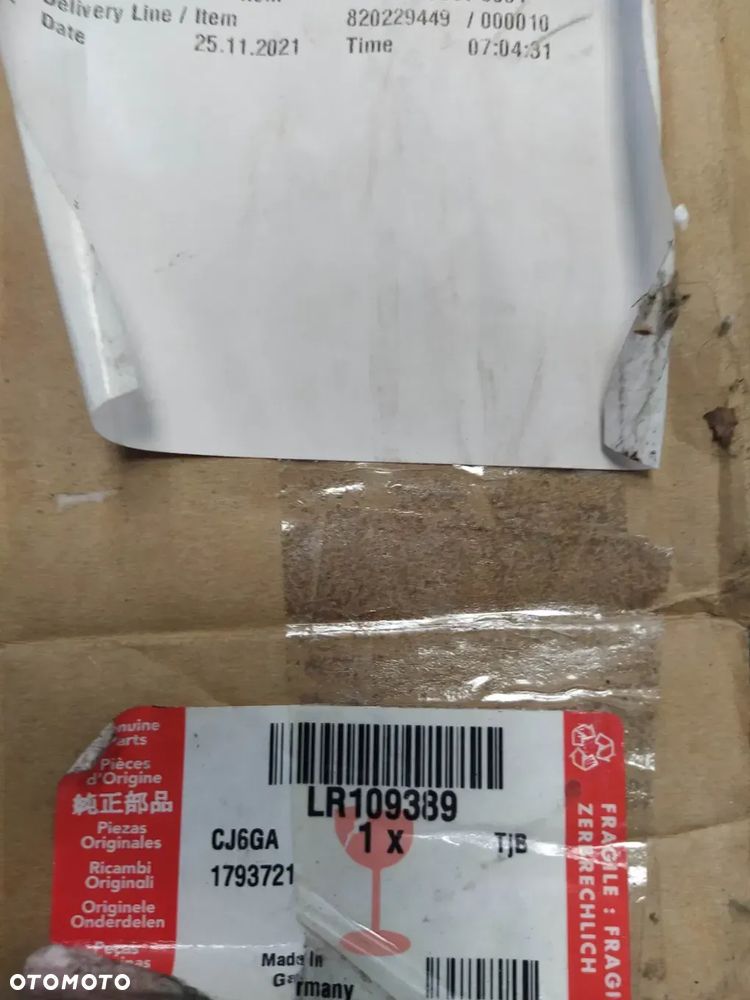 Delivery Line / Item 820229449 / 000010
Date 25.11.2021 Time 07:04:31
Parts
Pièces
d'Origine
純正部品
Piezas
Originales
Ricambi
Originali
Originele
Onderdelen
LR109389
1 x
CJ6GA TJB
1793721
Made In
FRAGILE : FRAGI
ZERBRECHLICH
OTOMOTO